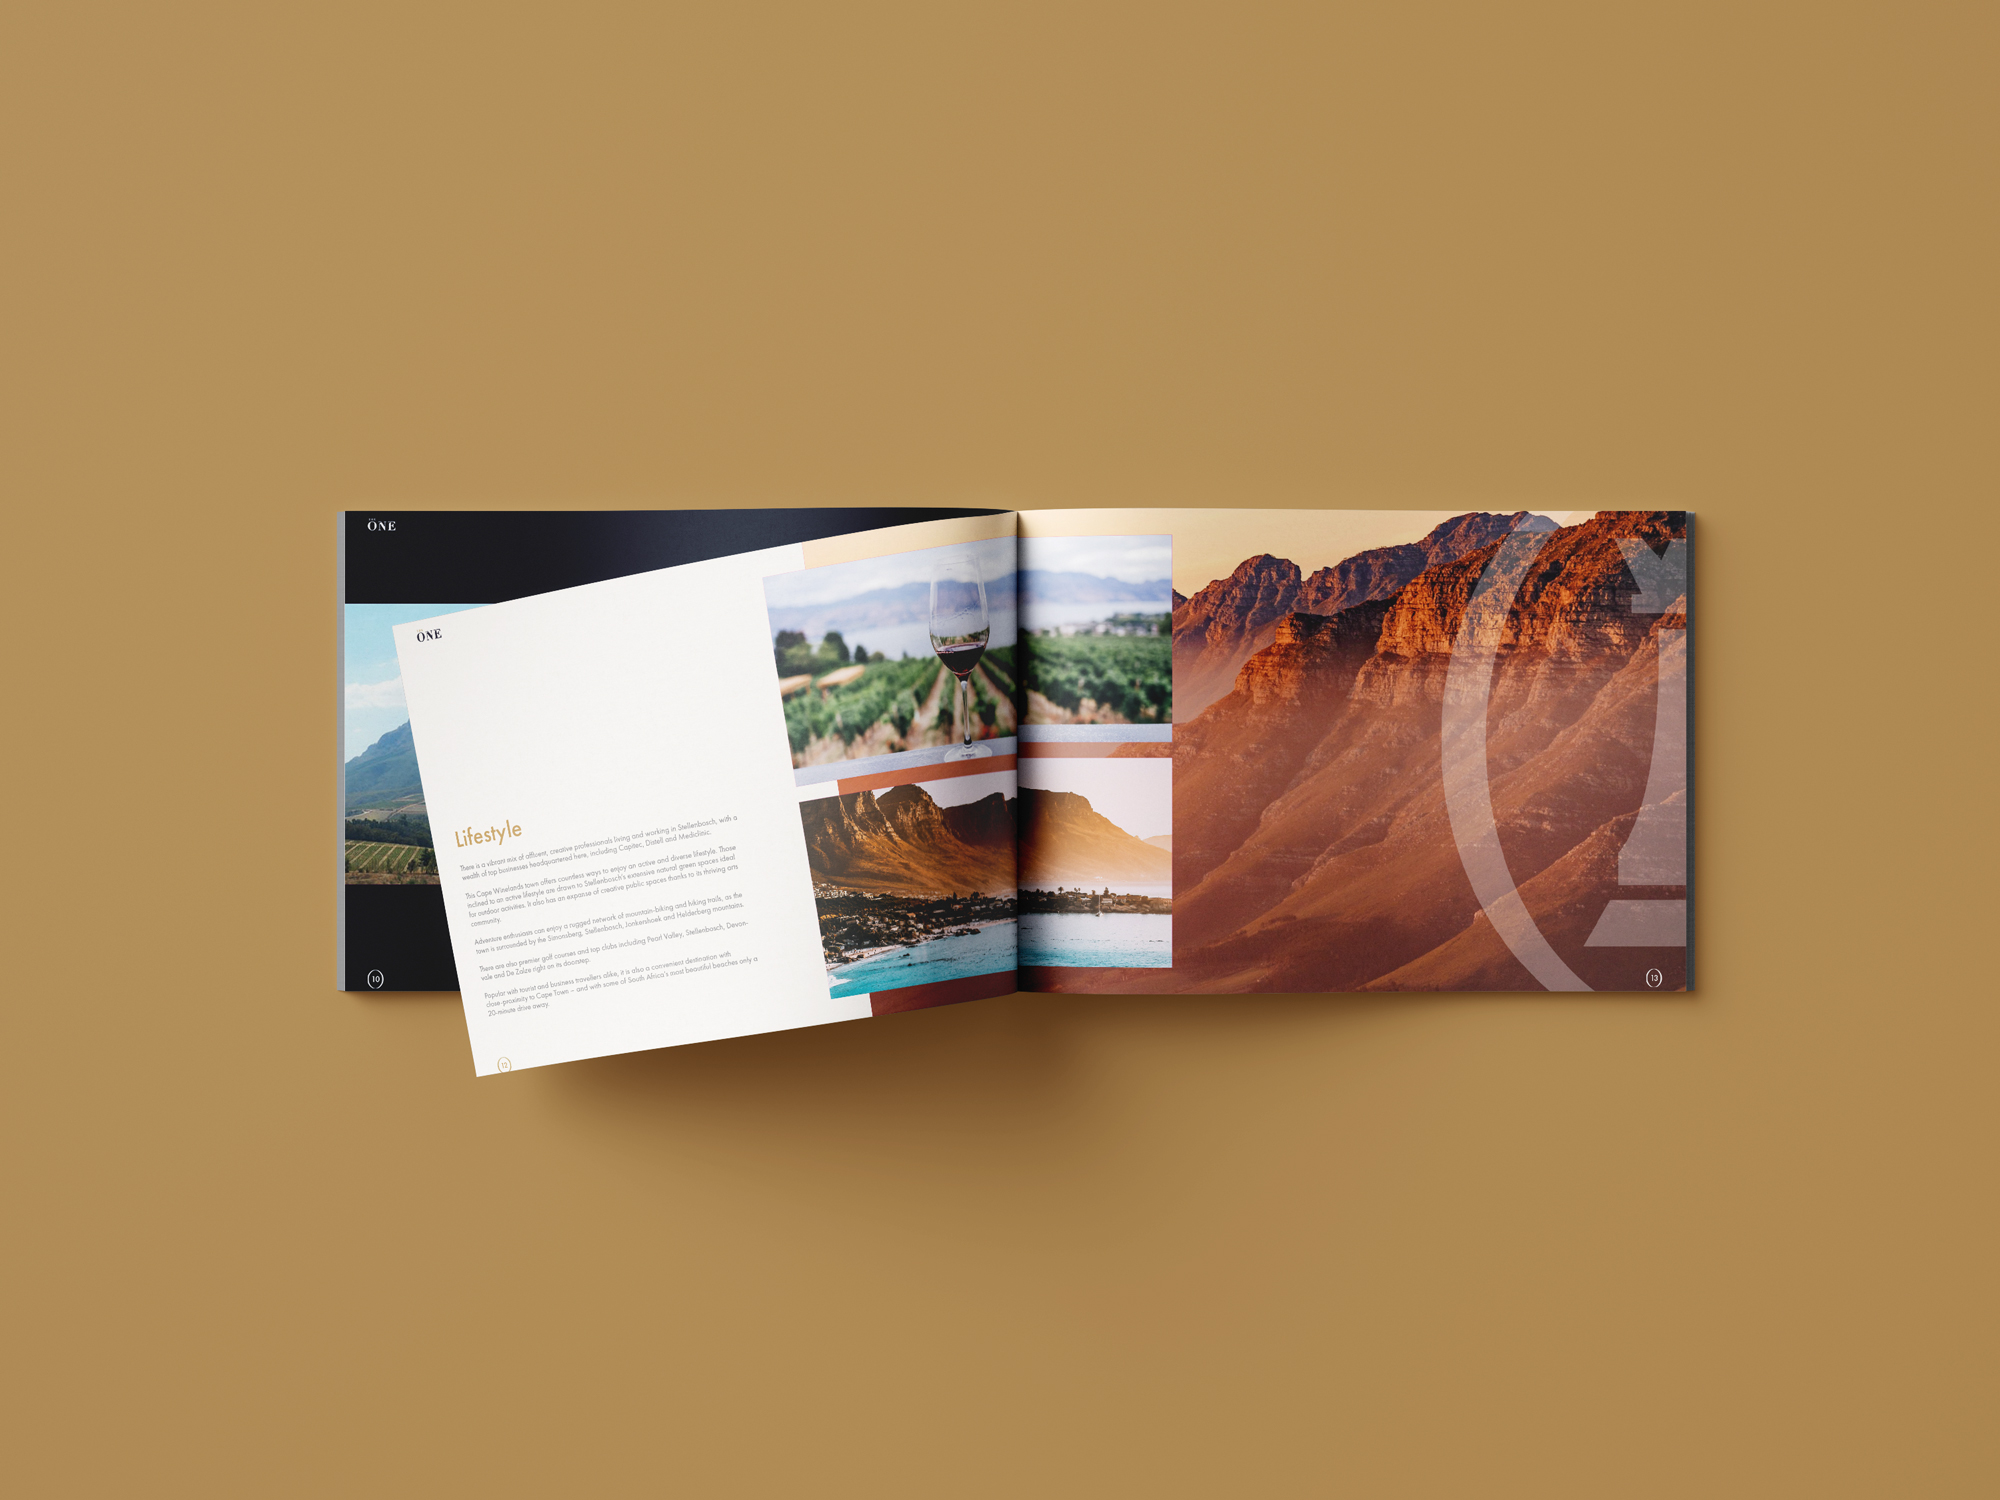 ONE
10
ONE
Lifestyle
There is a vibrant mix of affluent, creative professionals living and working in Stellenbosch, with a
wealth of top businesses headquartered here, including Capitec, Distell and Mediclinic.
This Cape Winelands town offers countless ways to enjoy an active and diverse lifestyle. Those
inclined to an active lifestyle are drawn to Stellenbosch's extensive natural green spaces ideal
for outdoor activities. It also has an expanse of creative public spaces thanks to its thriving arts
community.
Adventure enthusiasts can enjoy a rugged network of mountain-biking and hiking trails, as the
town is surrounded by the Simonsberg, Stellenbosch, Jonkershoek and Helderberg mountains.
There are also premier golf courses and top clubs including Pearl Valley, Stellenbosch, Devon-
vale and De Zalze right on its doorstep.
Popular with tourist and business travellers alike, it is also a convenient destination with
close-proximity to Cape Town – and with some of South Africa's most beautiful beaches only a
20-minute drive away.
12
13